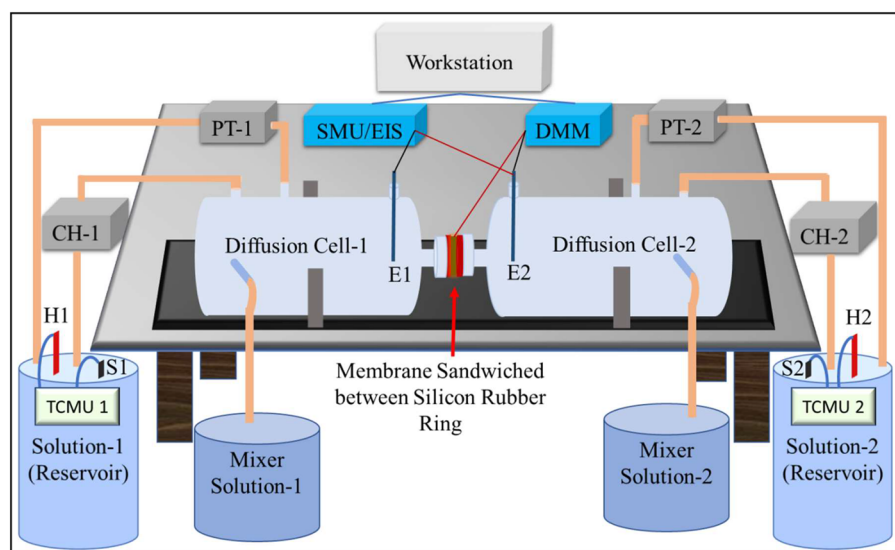 Workstation
PT-1
SMU/EIS
DMM
PT-2
CH-1
Diffusion Cell-1
Diffusion Cell-2
CH-2
E1
E2
H1
H2
S1
S2
Membrane Sandwiched
between Silicon Rubber
Ring
TCMU 1
TCMU 2
Solution-1
(Reservoir)
Mixer
Solution-1
Mixer
Solution-2
Solution-2
(Reservoir)